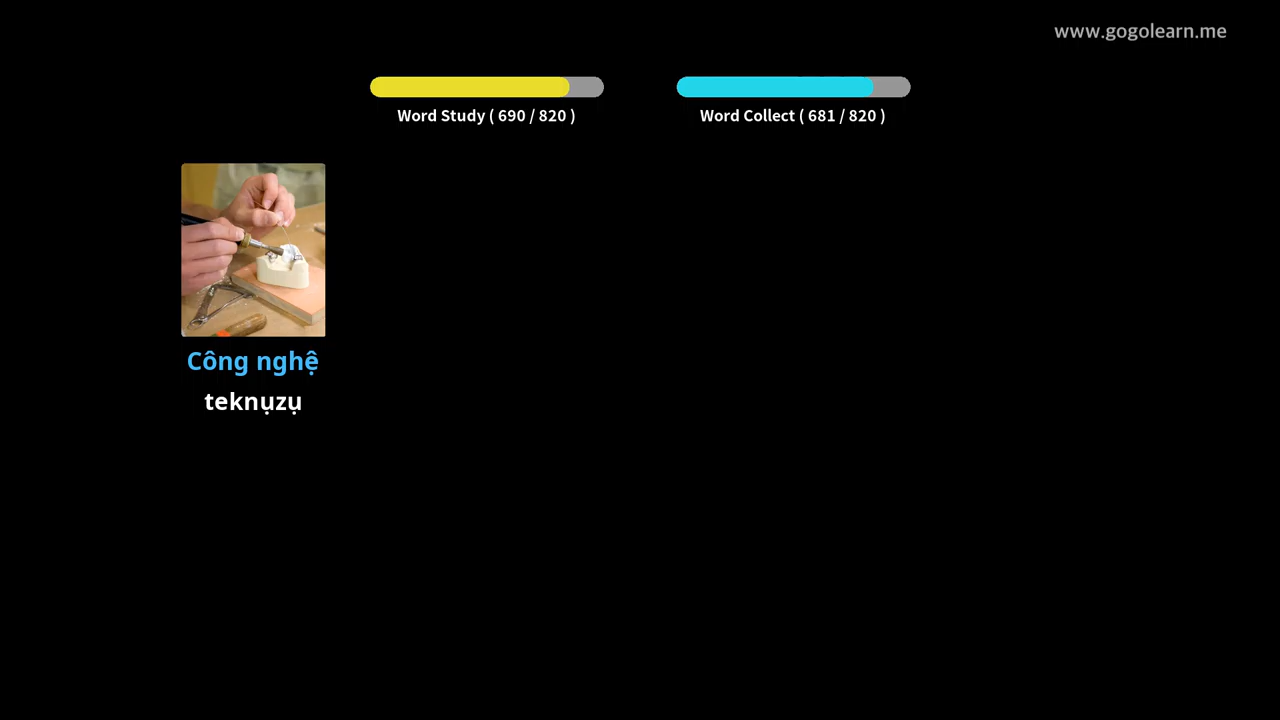 www.gogolearn.me
Word Study ( 690 / 820 )
Word Collect ( 681 / 820 )
Công nghệ
teknụzụ